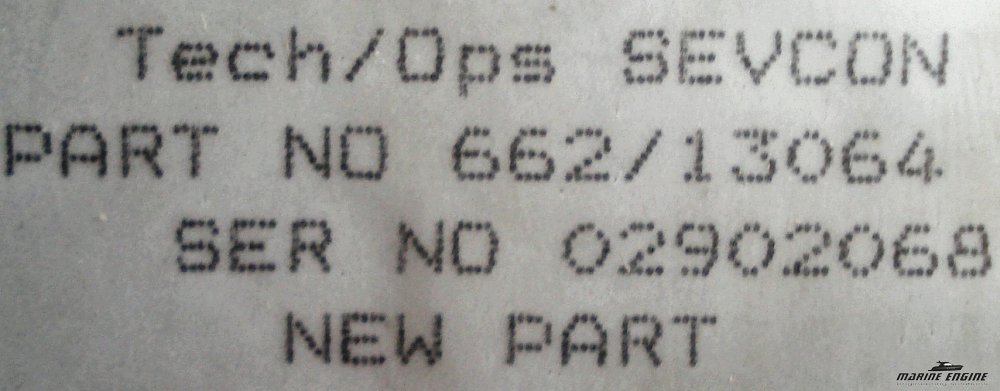 Tech/Ops SEVCON
PART NO 662/13064
SER NO 02902068
NEW PART
MARINE ENGINE